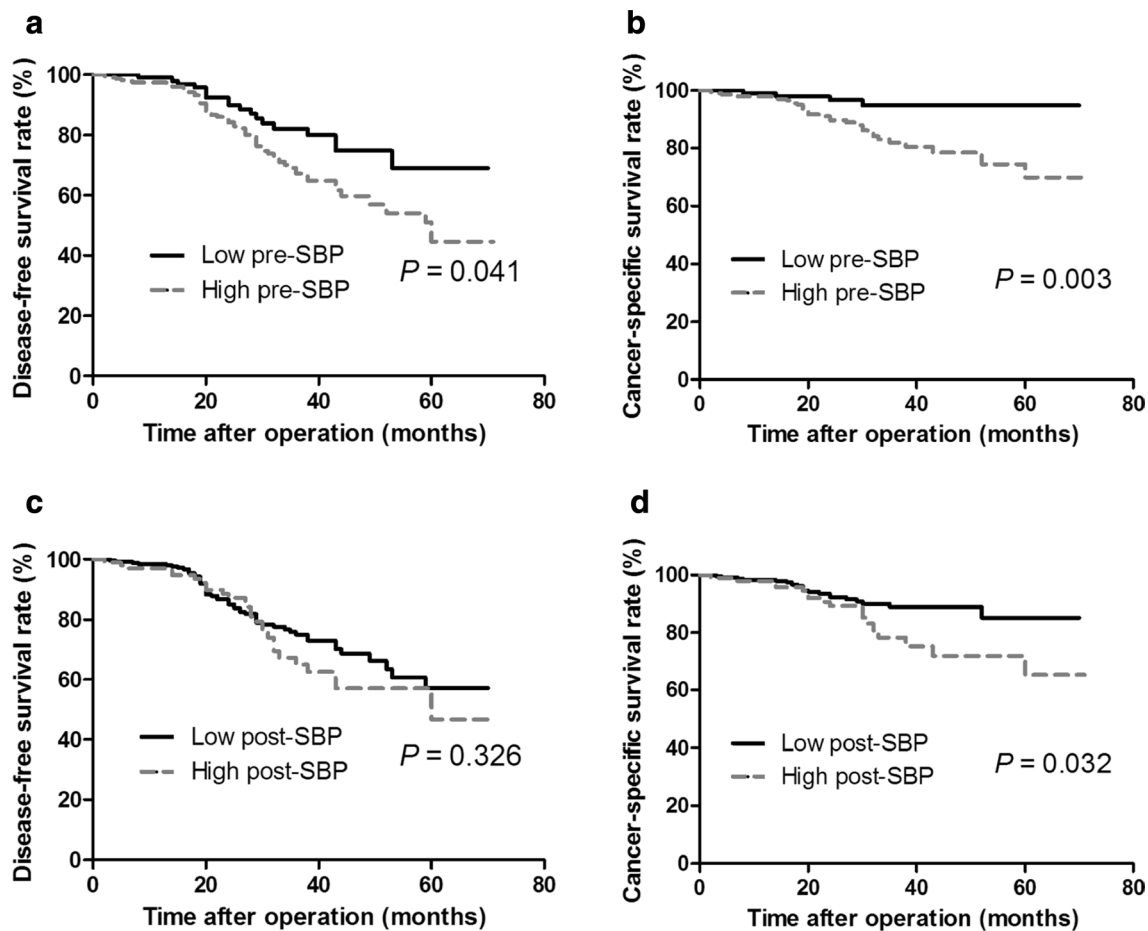 a
Disease-free survival rate (%)
100
80
60
40
20
0
Low pre-SBP
High pre-SBP
P = 0.041
0 20 40 60 80
Time after operation (months)
b
Cancer-specific survival rate (%)
100
80
60
40
20
0
Low pre-SBP
High pre-SBP
P = 0.003
0 20 40 60 80
Time after operation (months)
c
Disease-free survival rate (%)
100
80
60
40
20
0
Low post-SBP
High post-SBP
P = 0.326
0 20 40 60 80
Time after operation (months)
d
Cancer-specific survival rate (%)
100
80
60
40
20
0
Low post-SBP
High post-SBP
P = 0.032
0 20 40 60 80
Time after operation (months)